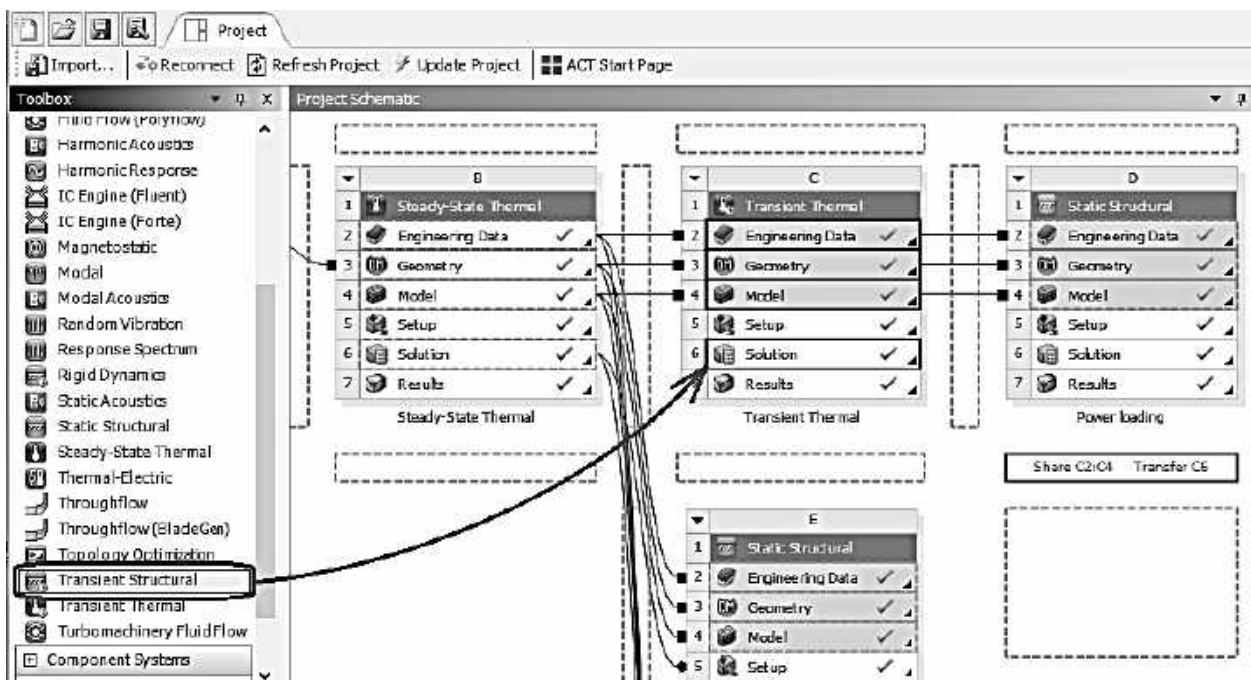 Project
Import... Reconnect Refresh Project Update Project ACT Start Page
Toolbox
Project Schematic
Fluid Flow (Polyflow)
Harmonic Acoustics
Harmonic Response
IC Engine (Fluent)
IC Engine (Forte)
Magnetostatic
Modal
Modal Acoustics
Random Vibration
Response Spectrum
Rigid Dynamics
Static Acoustics
Static Structural
Steady-State Thermal
Thermal-Electric
Throughflow
Throughflow (BladeGen)
Topology Optimization
Transient Structural
Transient Thermal
Turbomachinery Fluid Flow
Component Systems
B
1 Steady-State Thermal
2 Engineering Data
3 Geometry
4 Model
5 Setup
6 Solution
7 Results
Steady-State Thermal
C
1 Transient Thermal
2 Engineering Data
3 Geometry
4 Model
5 Setup
6 Solution
7 Results
Transient Thermal
D
1 Static Structural
2 Engineering Data
3 Geometry
4 Model
5 Setup
6 Solution
7 Results
Power loading
Share C2:C4 Transfer C6
E
1 Static Structural
2 Engineering Data
3 Geometry
4 Model
5 Setup